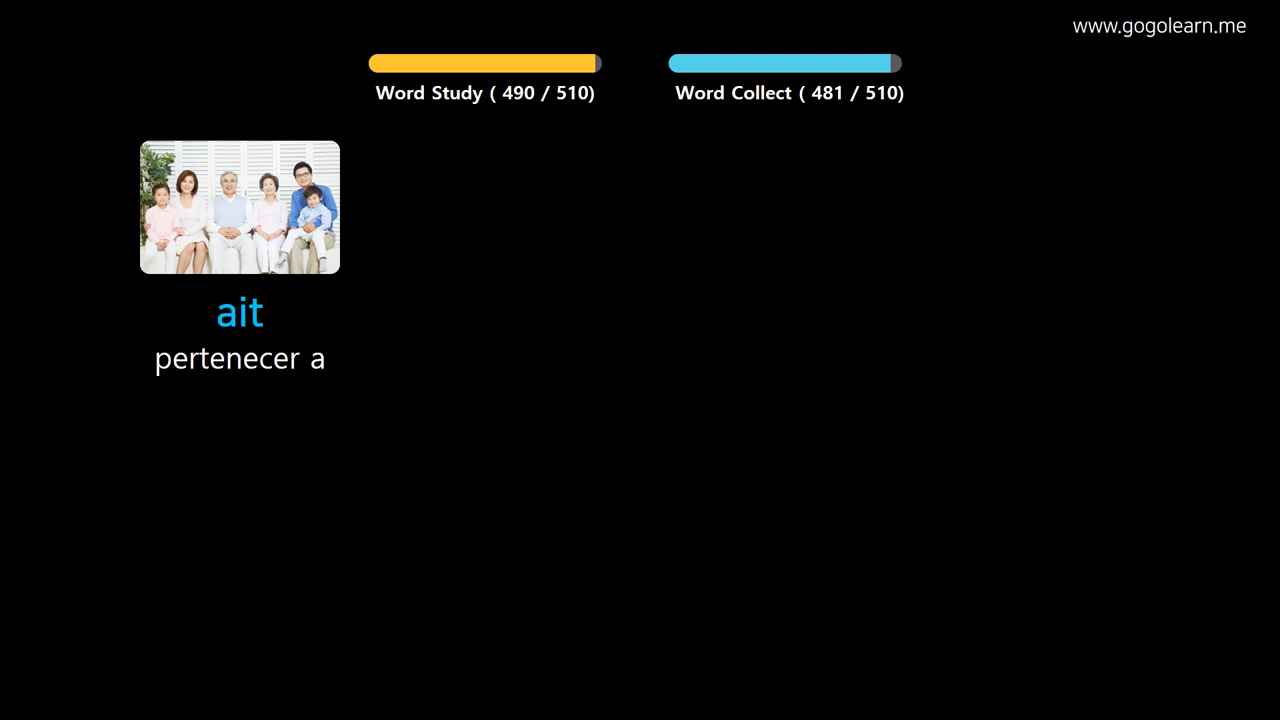 www.gogolearn.me
Word Study ( 490 / 510)
Word Collect ( 481 / 510)
ait
pertenecer a